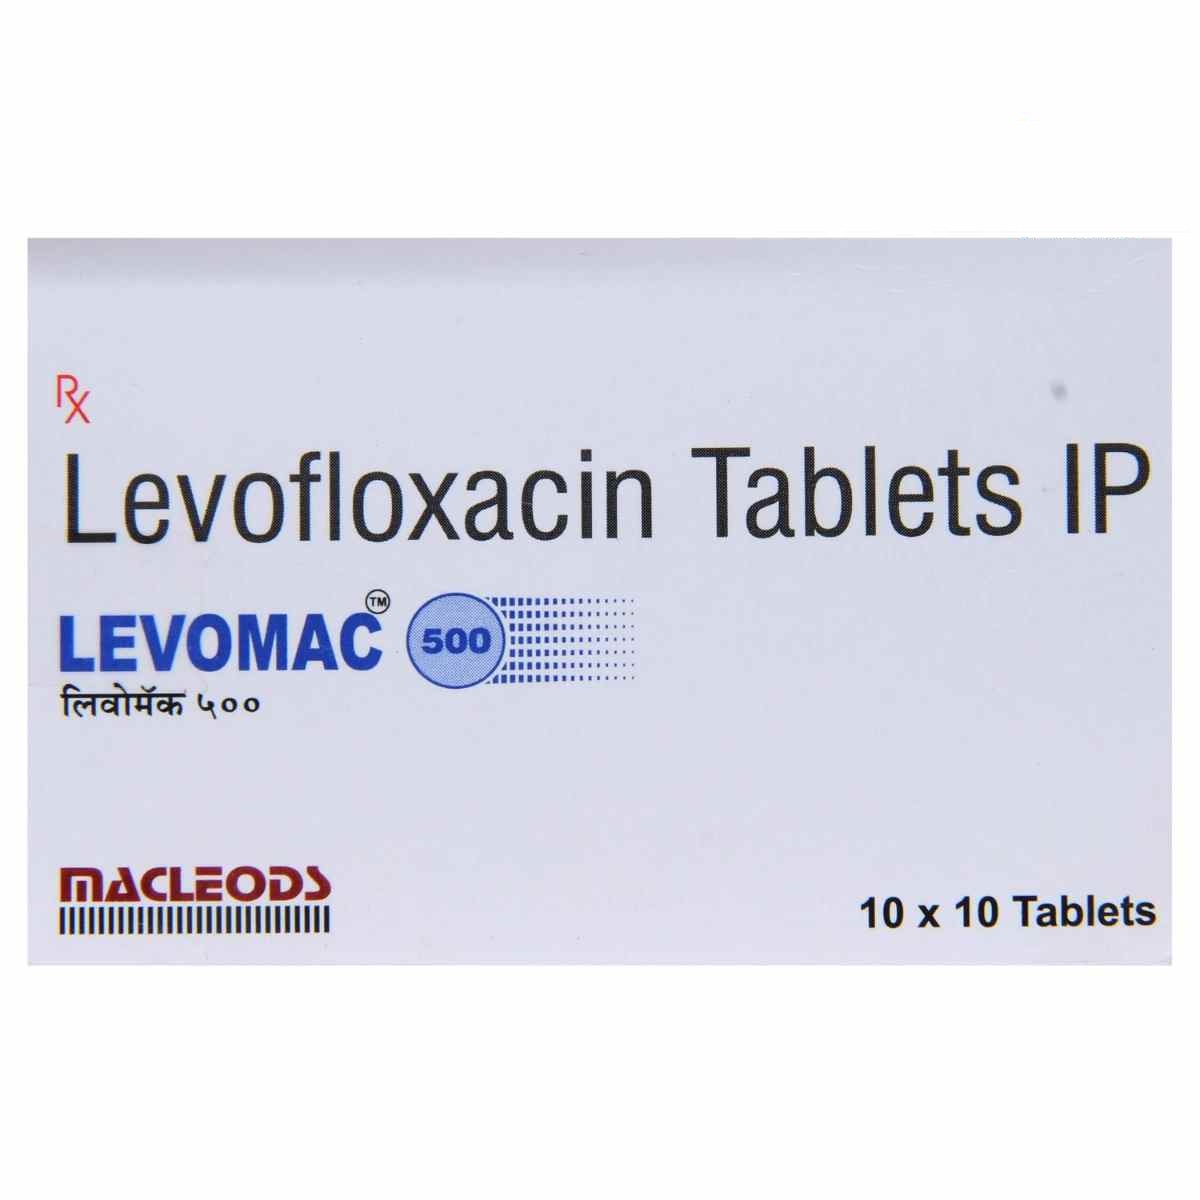 Rx
Levofloxacin Tablets IP
LEVOMAC™ 500
लिवोमॅक ५००
MACLEODS
10 x 10 Tablets